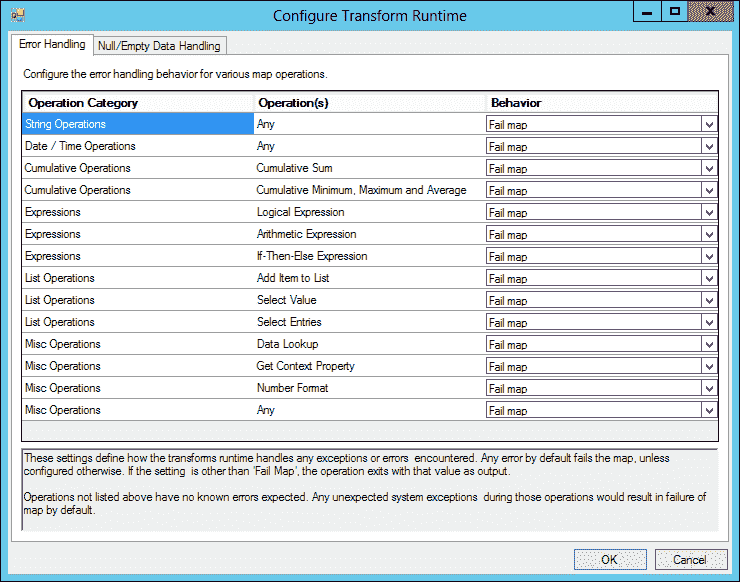 Configure Transform Runtime
Error Handling Null/Empty Data Handling
Configure the error handling behavior for various map operations.
Operation Category Operation(s) Behavior
String Operations Any Fail map
Date / Time Operations Any Fail map
Cumulative Operations Cumulative Sum Fail map
Cumulative Operations Cumulative Minimum, Maximum and Average Fail map
Expressions Logical Expression Fail map
Expressions Arithmetic Expression Fail map
Expressions If-Then-Else Expression Fail map
List Operations Add Item to List Fail map
List Operations Select Value Fail map
List Operations Select Entries Fail map
Misc Operations Data Lookup Fail map
Misc Operations Get Context Property Fail map
Misc Operations Number Format Fail map
Misc Operations Any Fail map
These settings define how the transforms runtime handles any exceptions or errors encountered. Any error by default fails the map, unless
configured otherwise. If the setting is other than 'Fail Map', the operation exits with that value as output.
Operations not listed above have no known errors expected. Any unexpected system exceptions during those operations would result in failure of
map by default.
OK Cancel